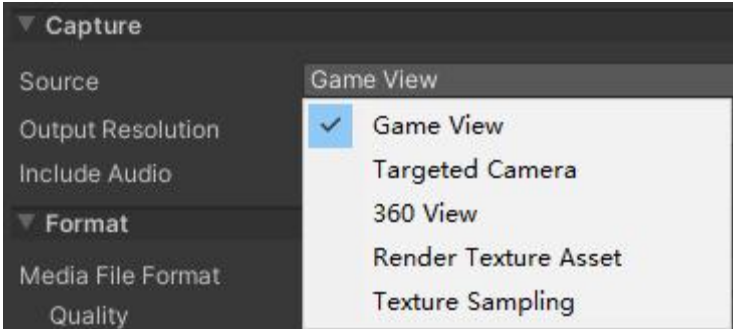 Capture
Source Game View
Game View
Output Resolution
Targeted Camera
Include Audio
360 View
Format
Render Texture Asset
Media File Format
Texture Sampling
Quality